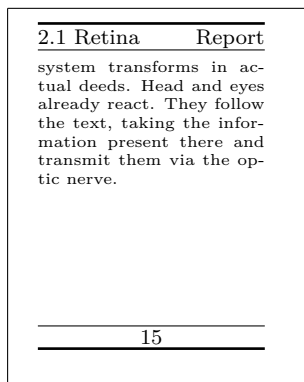 2.1 Retina Report
system transforms in ac-
tual deeds. Head and eyes
already react. They follow
the text, taking the infor-
mation present there and
transmit them via the op-
tic nerve.
15